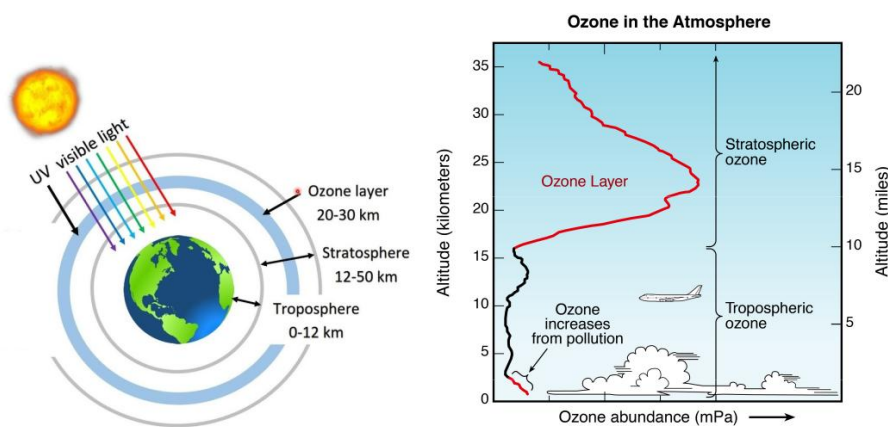 UV visible light
Ozone layer
20-30 km
Stratosphere
12-50 km
Troposphere
0-12 km
Ozone in the Atmosphere
Altitude (kilometers)
35
30
25
20
15
10
5
0
Ozone Layer
Stratospheric
ozone
Tropospheric
ozone
Ozone
increases
from pollution
20
15
10
5
Altitude (miles)
Ozone abundance (mPa)